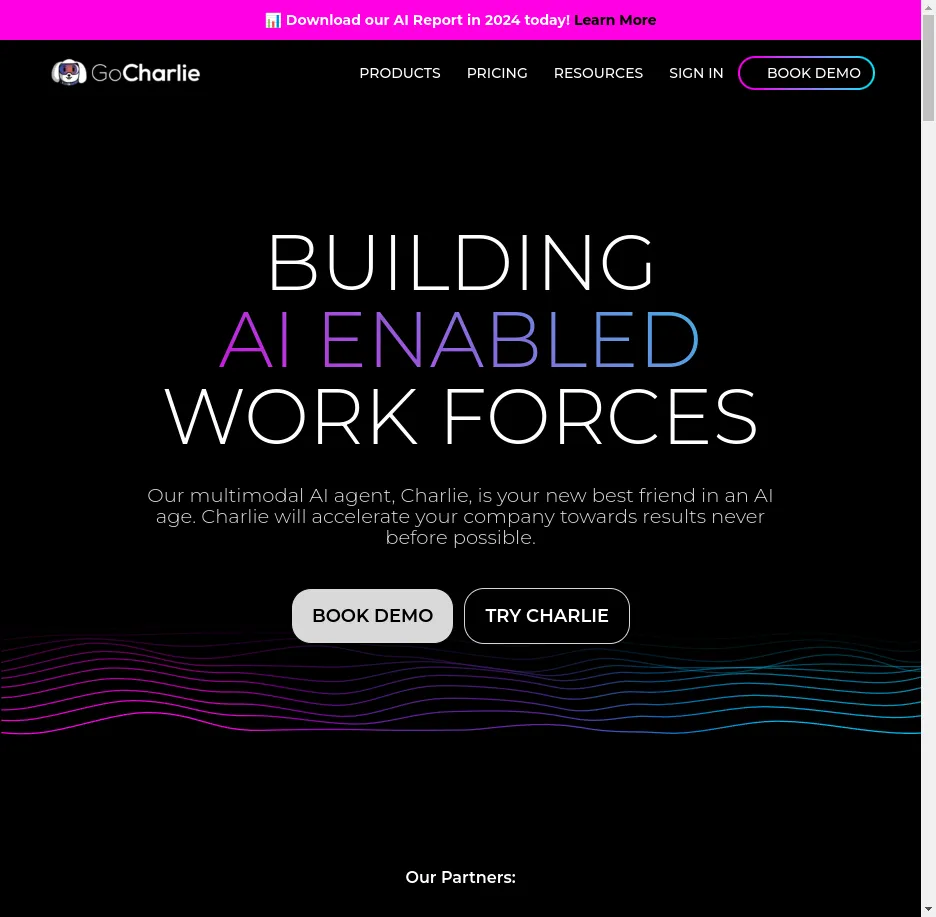 📊 Download our AI Report in 2024 today! Learn More
GoCharlie
PRODUCTS
PRICING
RESOURCES
SIGN IN
BOOK DEMO
BUILDING
AI ENABLED
WORK FORCES
Our multimodal AI agent, Charlie, is your new best friend in an AI
age. Charlie will accelerate your company towards results never
before possible.
BOOK DEMO
TRY CHARLIE
Our Partners: